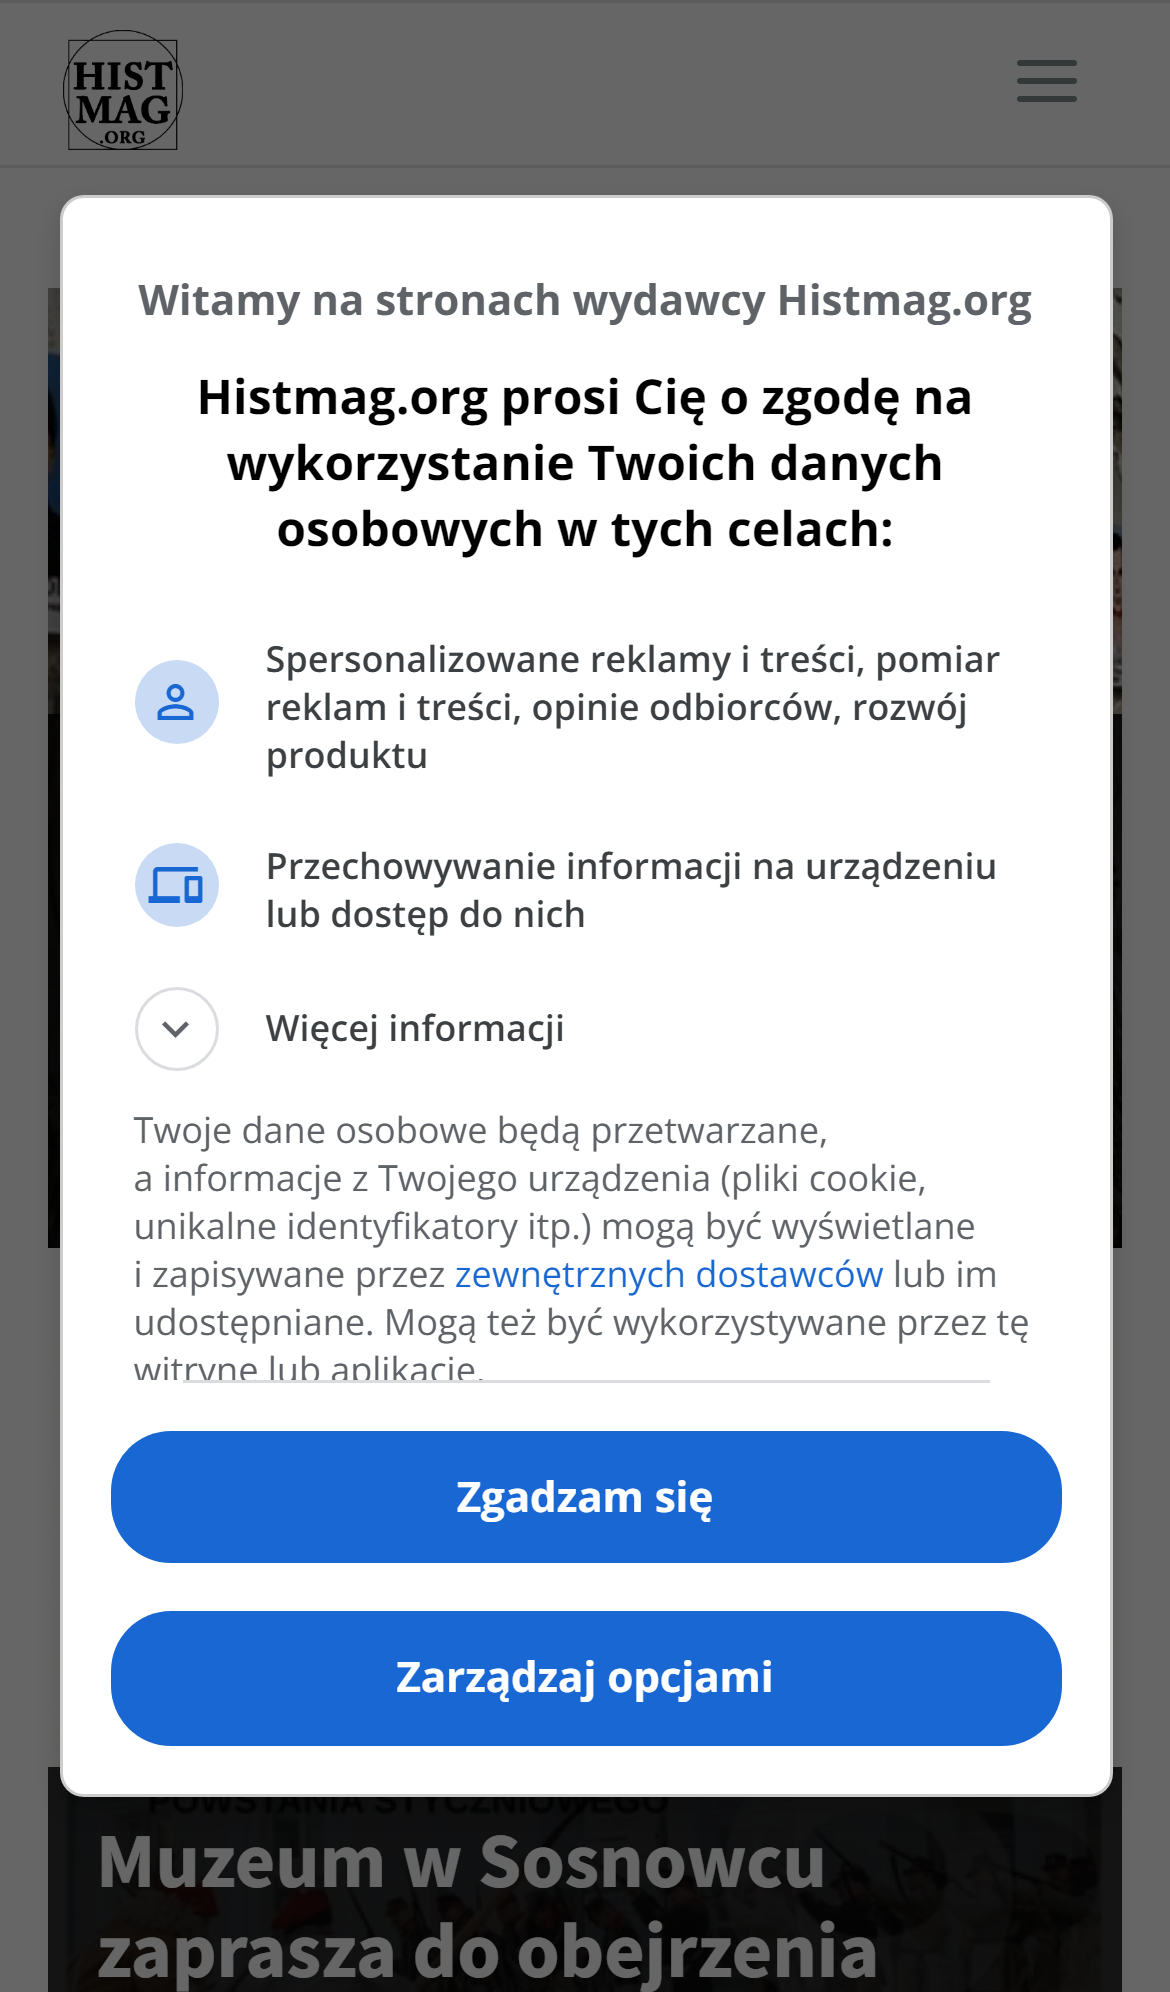 HIST
MAG
.ORG
Witamy na stronach wydawcy Histmag.org
Histmag.org prosi Cię o zgodę na
wykorzystanie Twoich danych
osobowych w tych celach:
Spersonalizowane reklamy i treści, pomiar
reklam i treści, opinie odbiorców, rozwój
produktu
Przechowywanie informacji na urządzeniu
lub dostęp do nich
Więcej informacji
Twoje dane osobowe będą przetwarzane,
a informacje z Twojego urządzenia (pliki cookie,
unikalne identyfikatory itp.) mogą być wyświetlane
i zapisywane przez zewnętrznych dostawców lub im
udostępniane. Mogą też być wykorzystywane przez tę
witrynę lub aplikację.
Zgadzam się
Zarządzaj opcjami
POWSTANIA STYCZNIOWEGO
Muzeum w Sosnowcu
zaprasza do obejrzenia